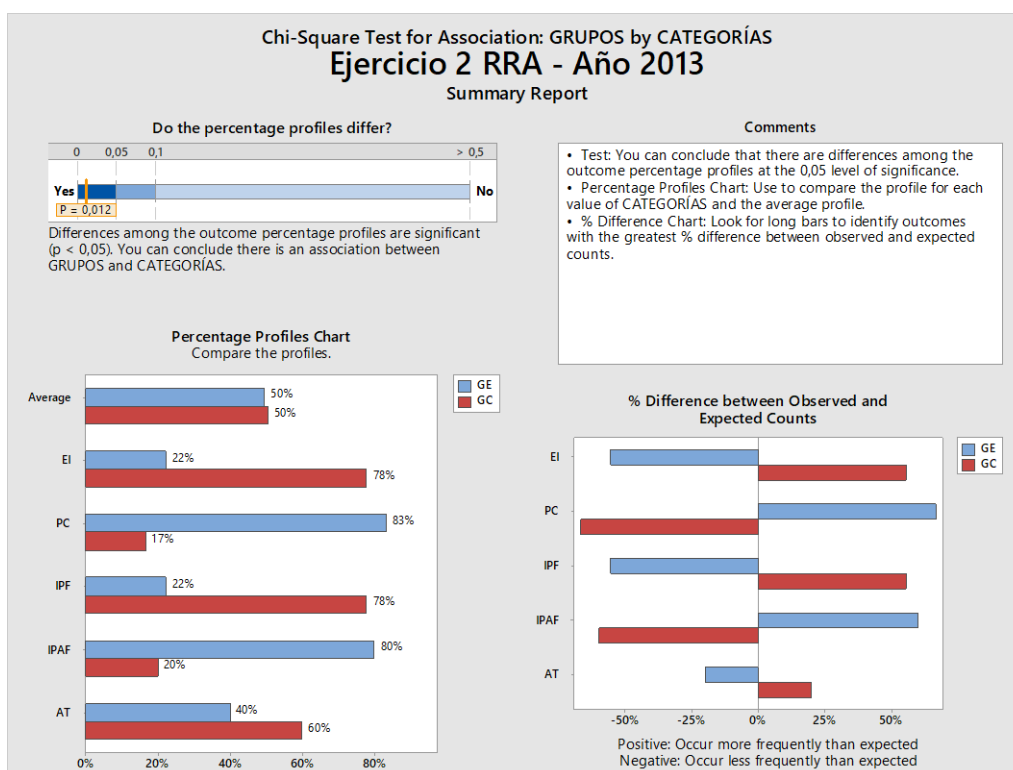 Chi-Square Test for Association: GRUPOS by CATEGORÍAS
Ejercicio 2 RRA - Año 2013
Summary Report
Do the percentage profiles differ?
0 0,05 0,1 > 0,5
Yes No
P = 0,012
Differences among the outcome percentage profiles are significant
(p < 0,05). You can conclude there is an association between
GRUPOS and CATEGORÍAS.
Comments
• Test: You can conclude that there are differences among the
outcome percentage profiles at the 0,05 level of significance.
• Percentage Profiles Chart: Use to compare the profile for each
value of CATEGORÍAS and the average profile.
• % Difference Chart: Look for long bars to identify outcomes
with the greatest % difference between observed and expected
counts.
Percentage Profiles Chart
Compare the profiles.
GE
GC
Average
50%
50%
EI
22%
78%
PC
83%
17%
IPF
22%
78%
IPAF
80%
20%
AT
40%
60%
0% 20% 40% 60% 80%
% Difference between Observed and
Expected Counts
GE
GC
EI
PC
IPF
IPAF
AT
-50% -25% 0% 25% 50%
Positive: Occur more frequently than expected
Negative: Occur less frequently than expected